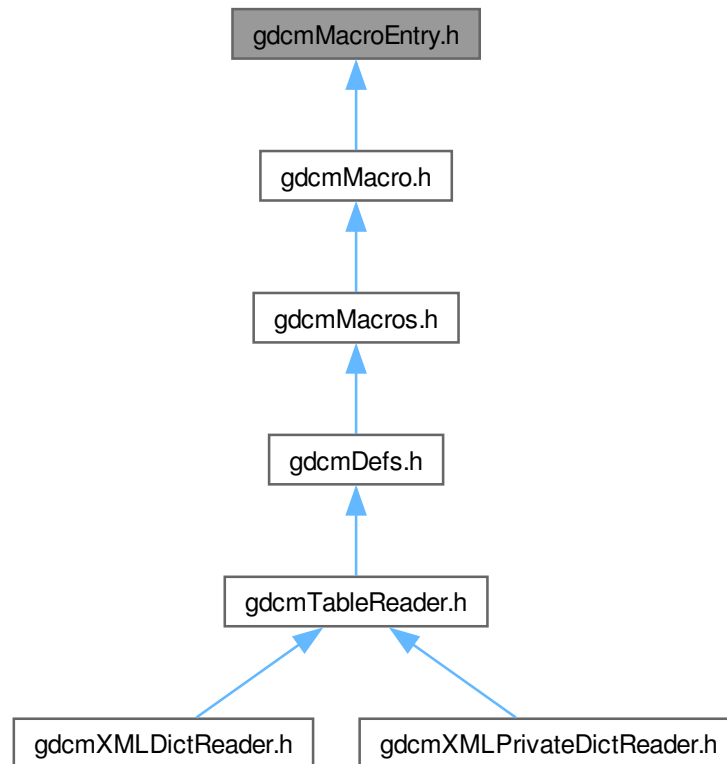 gdcmMacroEntry.h
gdcmMacro.h
gdcmMacros.h
gdcmDefs.h
gdcmTableReader.h
gdcmXMLDictReader.h
gdcmXMLPrivateDictReader.h